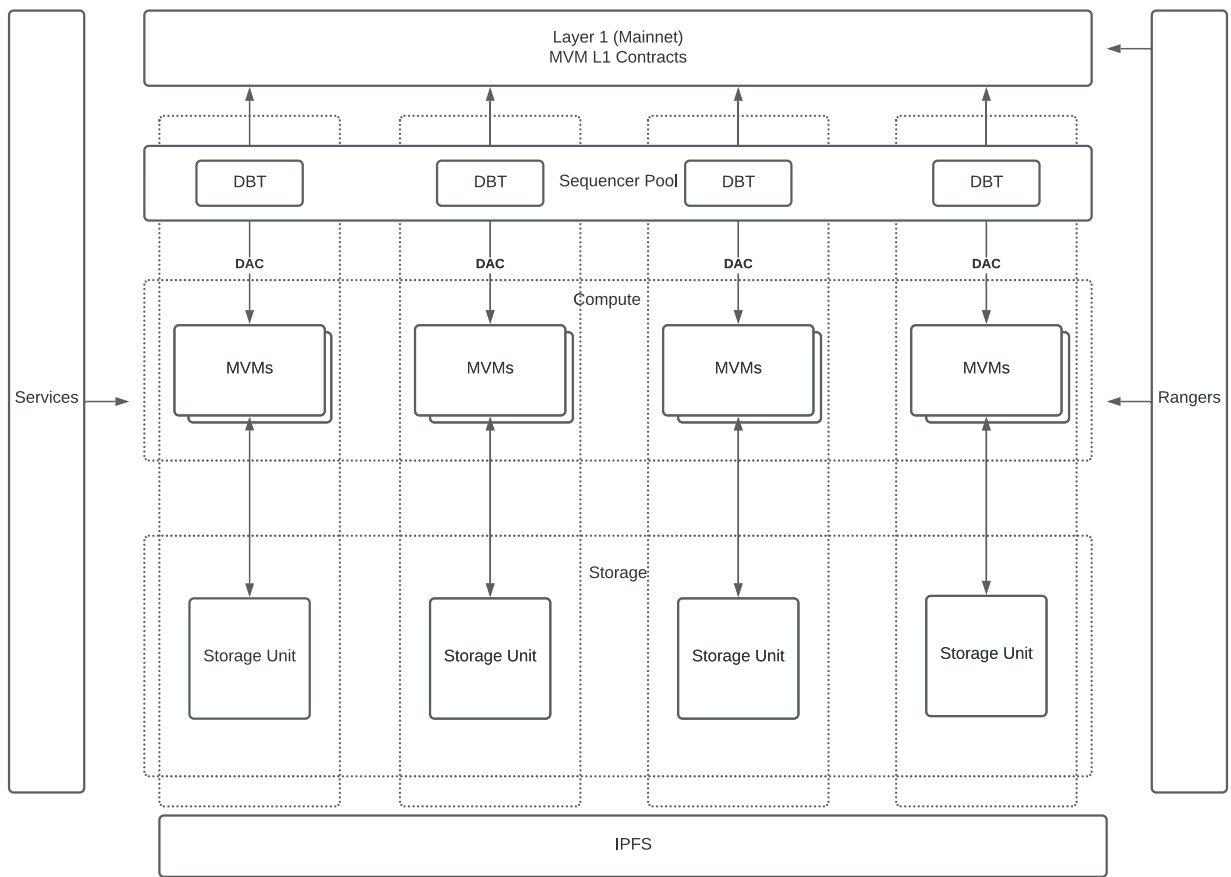 Layer 1 (Mainnet)
MVM L1 Contracts
DBT
DBT
Sequencer Pool
DBT
DBT
DAC
DAC
DAC
DAC
Compute
MVMs
MVMs
MVMs
MVMs
Services
Rangers
Storage
Storage Unit
Storage Unit
Storage Unit
Storage Unit
IPFS